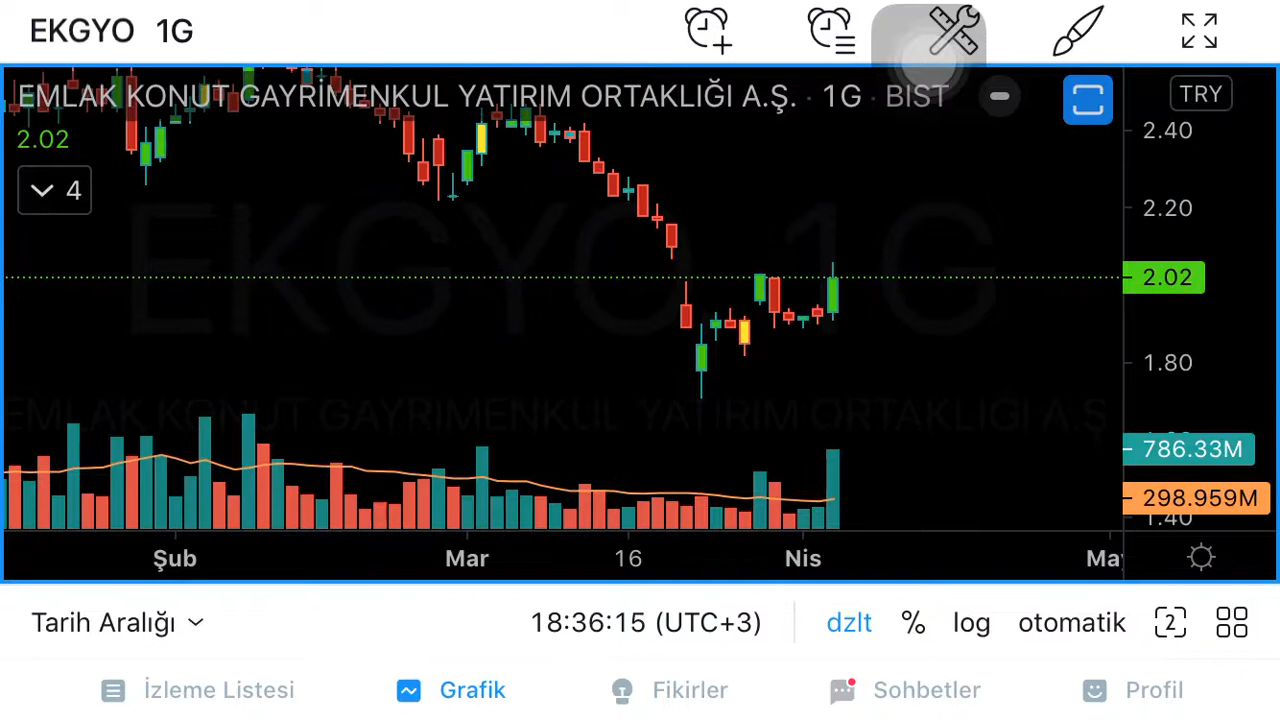 EKGYO 1G
EMLAK KONUT GAYRİMENKUL YATIRIM ORTAKLIĞI A.Ş. · 1G · BIST
TRY
2.02
4
2.40
2.20
2.02
1.80
786.33M
298.959M
1.40
EKGYO 1G
EMLAK KONUT GAYRİMENKUL YATIRIM ORTAKLIĞI A.Ş
Şub Mar 16 Nis May
Tarih Aralığı 18:36:15 (UTC+3) dzlt % log otomatik 2
İzleme Listesi Grafik Fikirler Sohbetler Profil